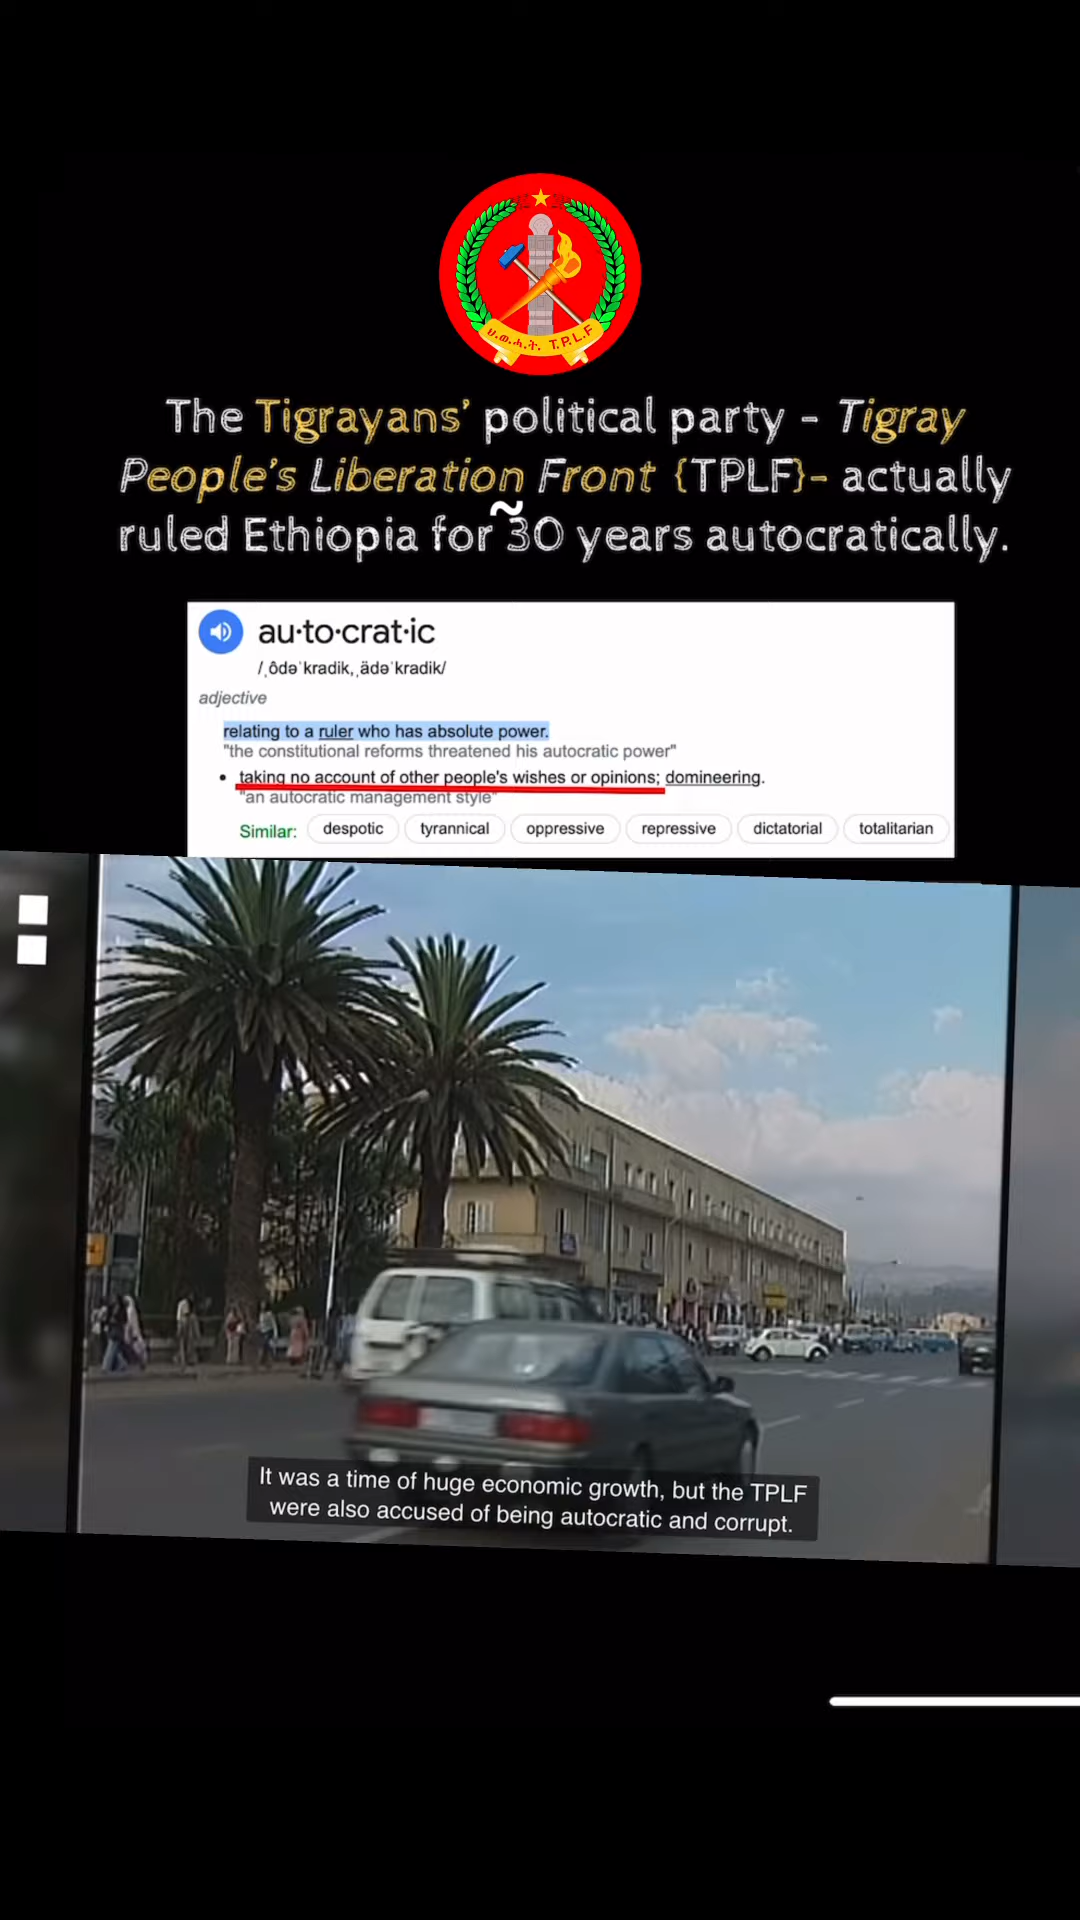 ህ.ወ.ሓ.ት. T.P.L.F
The Tigrayans’ political party - Tigray
People’s Liberation Front {TPLF}- actually
ruled Ethiopia for ~30 years autocratically.
au·to·crat·ic
/ˌôdəˈkradik,ˌädəˈkradik/
adjective
relating to a ruler who has absolute power.
"the constitutional reforms threatened his autocratic power"
• taking no account of other people's wishes or opinions; domineering.
"an autocratic management style"
Similar: despotic tyrannical oppressive repressive dictatorial totalitarian
It was a time of huge economic growth, but the TPLF
were also accused of being autocratic and corrupt.